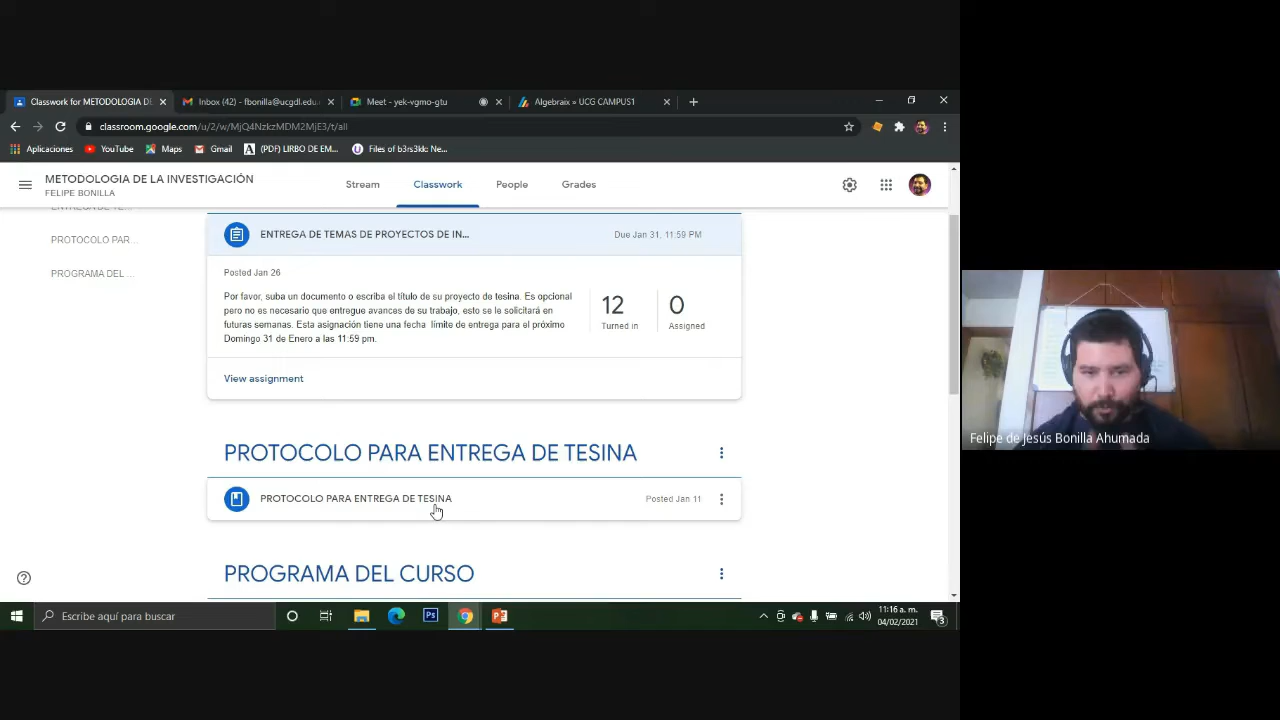 Classwork for METODOLOGIA DE
Inbox (42) - fbonilla@ucgdl.edu.
Meet - yek-vgmo-gtu
Algebraix » UCG CAMPUS1
classroom.google.com/u/2/w/MjQ4NzkzMDM2MjE3/t/all
Aplicaciones
YouTube
Maps
Gmail
(PDF) LIRBO DE EM...
Files of b3rs3kk: Ne...
METODOLOGIA DE LA INVESTIGACIÓN
FELIPE BONILLA
Stream
Classwork
People
Grades
ENTREGA DE TE...
PROTOCOLO PAR...
PROGRAMA DEL ...
ENTREGA DE TEMAS DE PROYECTOS DE IN...
Due Jan 31, 11:59 PM
Posted Jan 26
Por favor, suba un documento o escriba el título de su proyecto de tesina. Es opcional
pero no es necesario que entregue avances de su trabajo, esto se le solicitará en
futuras semanas. Esta asignación tiene una fecha límite de entrega para el próximo
Domingo 31 de Enero a las 11:59 pm.
12
Turned in
0
Assigned
View assignment
PROTOCOLO PARA ENTREGA DE TESINA
PROTOCOLO PARA ENTREGA DE TESINA
Posted Jan 11
PROGRAMA DEL CURSO
Escribe aquí para buscar
11:16 a. m.
04/02/2021
3
Felipe de Jesús Bonilla Ahumada